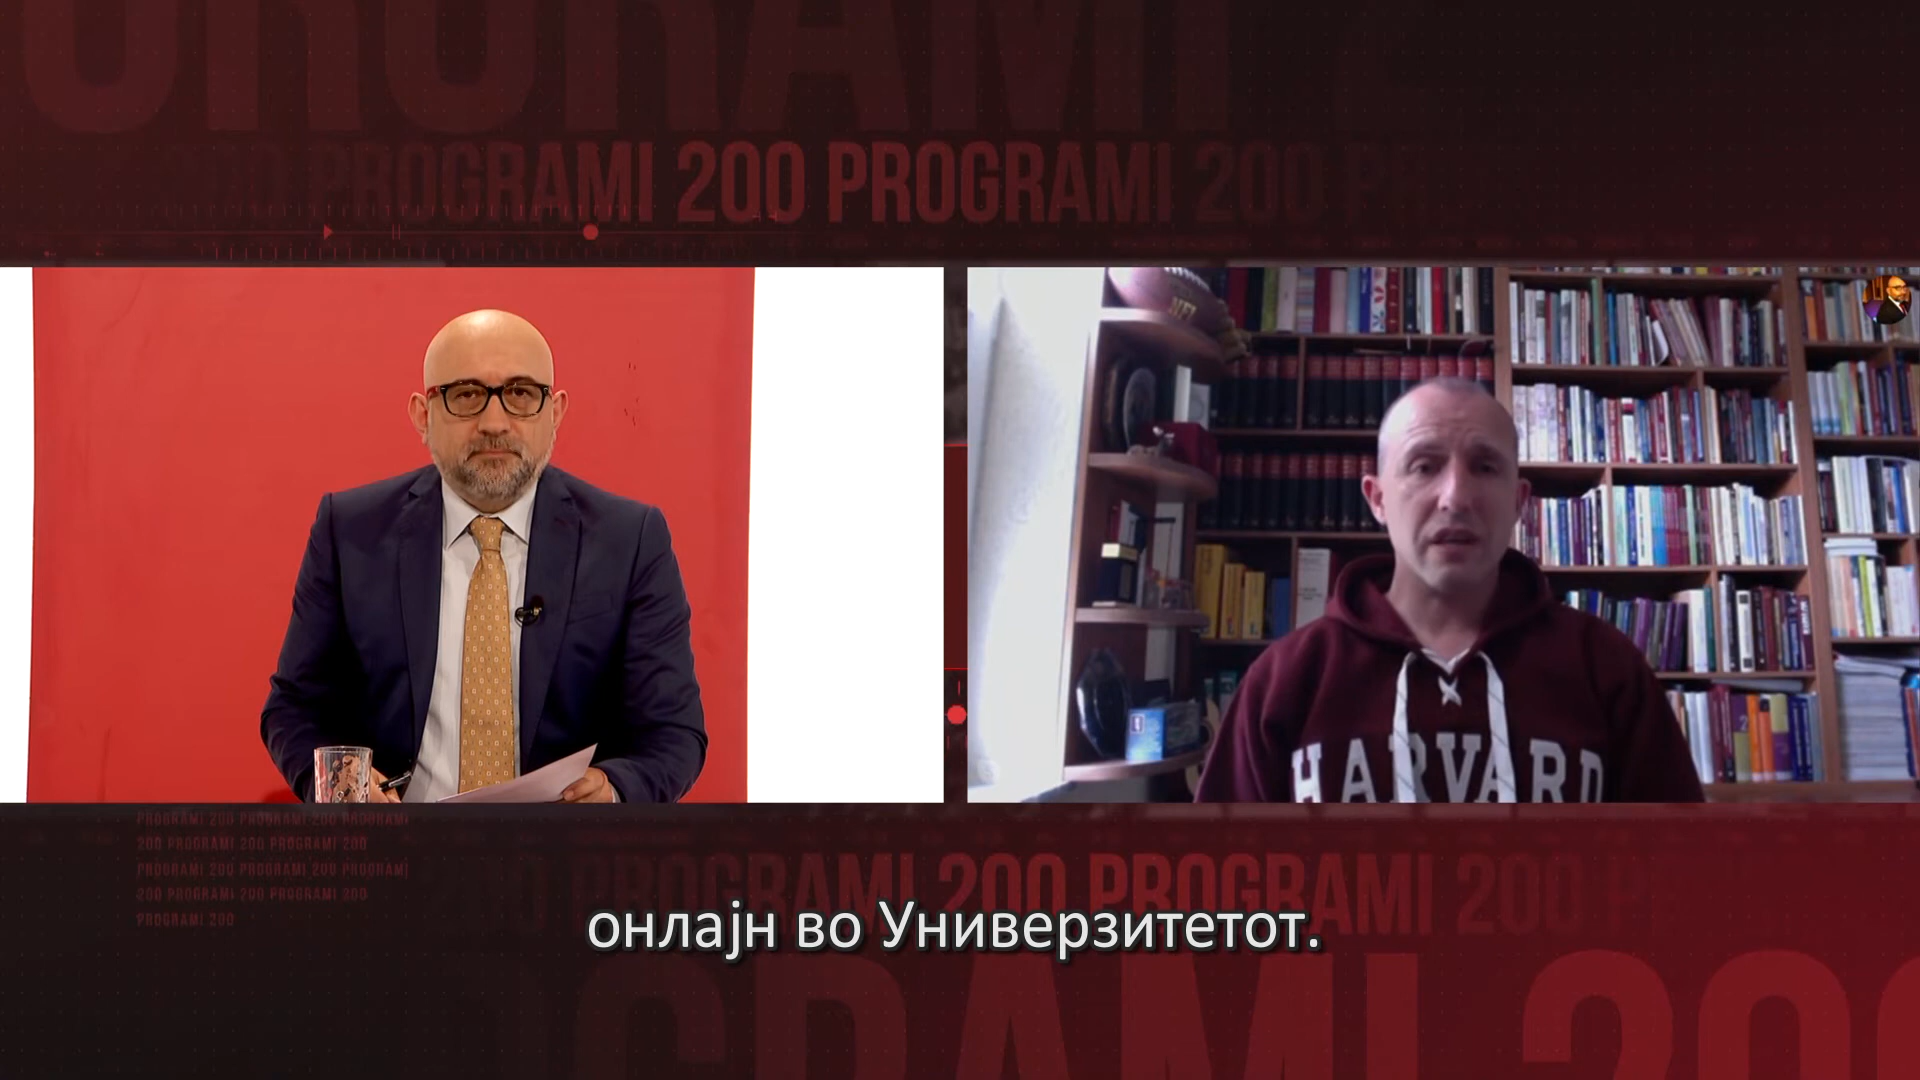 PROGRAMI 200 PROGRAMI 200
NFL
HARVARD
PROGRAMI 200 PROGRAMI 200 PROGRAMI
200 PROGRAMI 200 PROGRAMI 200
PROGRAMI 200 PROGRAMI 200 PROGRAMI
200 PROGRAMI 200 PROGRAMI 200
PROGRAMI 200
PROGRAMI 200 PROGRAMI 200
онлајн во Универзитетот.